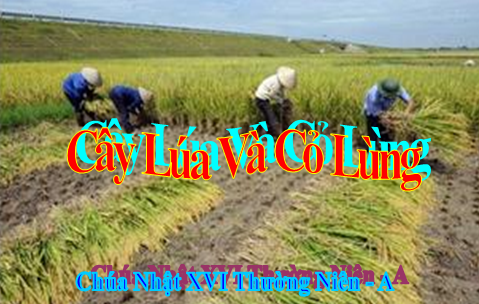 Cây Lúa Và Cỏ Lùng
Chúa Nhật XVI Thường Niên - A